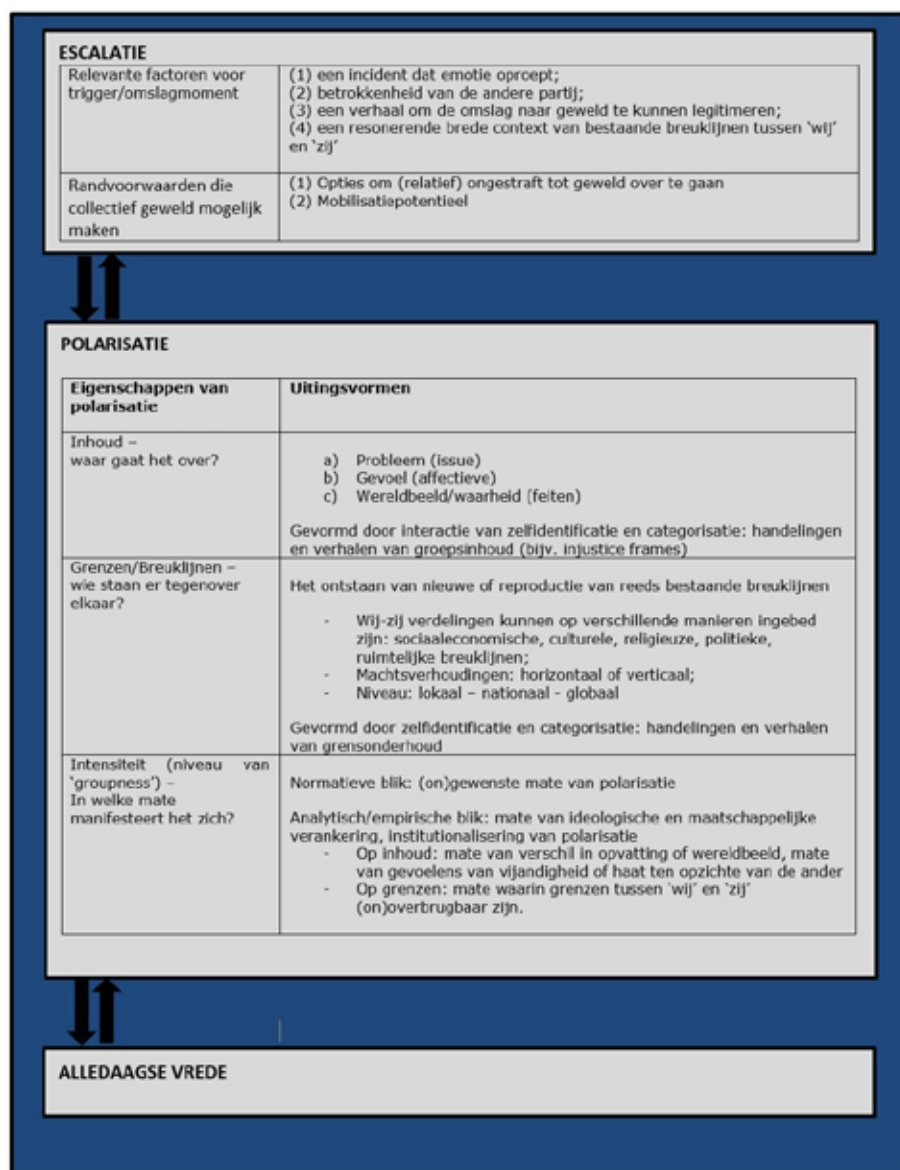 ESCALATIE
Relevante factoren voor
trigger/omslagmoment
(1) een incident dat emotie oproept;
(2) betrokkenheid van de andere partij;
(3) een verhaal om de omslag naar geweld te kunnen legitimeren;
(4) een resonerende brede context van bestaande breuklijnen tussen 'wij'
en 'zij'
Randvoorwaarden die
collectief geweld mogelijk
maken
(1) Opties om (relatief) ongestraft tot geweld over te gaan
(2) Mobilisatiepotentieel
POLARISATIE
Eigenschappen van
polarisatie
Uitingsvormen
Inhoud –
waar gaat het over?
a) Probleem (issue)
b) Gevoel (affectieve)
c) Wereldbeeld/waarheid (feiten)
Gevormd door interactie van zelfidentificatie en categorisatie: handelingen
en verhalen van groepsinhoud (bijv. injustice frames)
Grenzen/Breuklijnen –
wie staan er tegenover
elkaar?
Het ontstaan van nieuwe of reproductie van reeds bestaande breuklijnen
- Wij-zij verdelingen kunnen op verschillende manieren ingebed
zijn: sociaaleconomische, culturele, religieuze, politieke,
ruimtelijke breuklijnen;
- Machtsverhoudingen: horizontaal of verticaal;
- Niveau: lokaal – nationaal - globaal
Gevormd door zelfidentificatie en categorisatie: handelingen en verhalen
van grensonderhoud
Intensiteit (niveau van
'groupness') –
In welke mate
manifesteert het zich?
Normatieve blik: (on)gewenste mate van polarisatie
Analytisch/empirische blik: mate van ideologische en maatschappelijke
verankering, institutionalisering van polarisatie
- Op inhoud: mate van verschil in opvatting of wereldbeeld, mate
van gevoelens van vijandigheid of haat ten opzichte van de ander
- Op grenzen: mate waarin grenzen tussen 'wij' en 'zij'
(on)overbrugbaar zijn.
ALLEDAAGSE VREDE